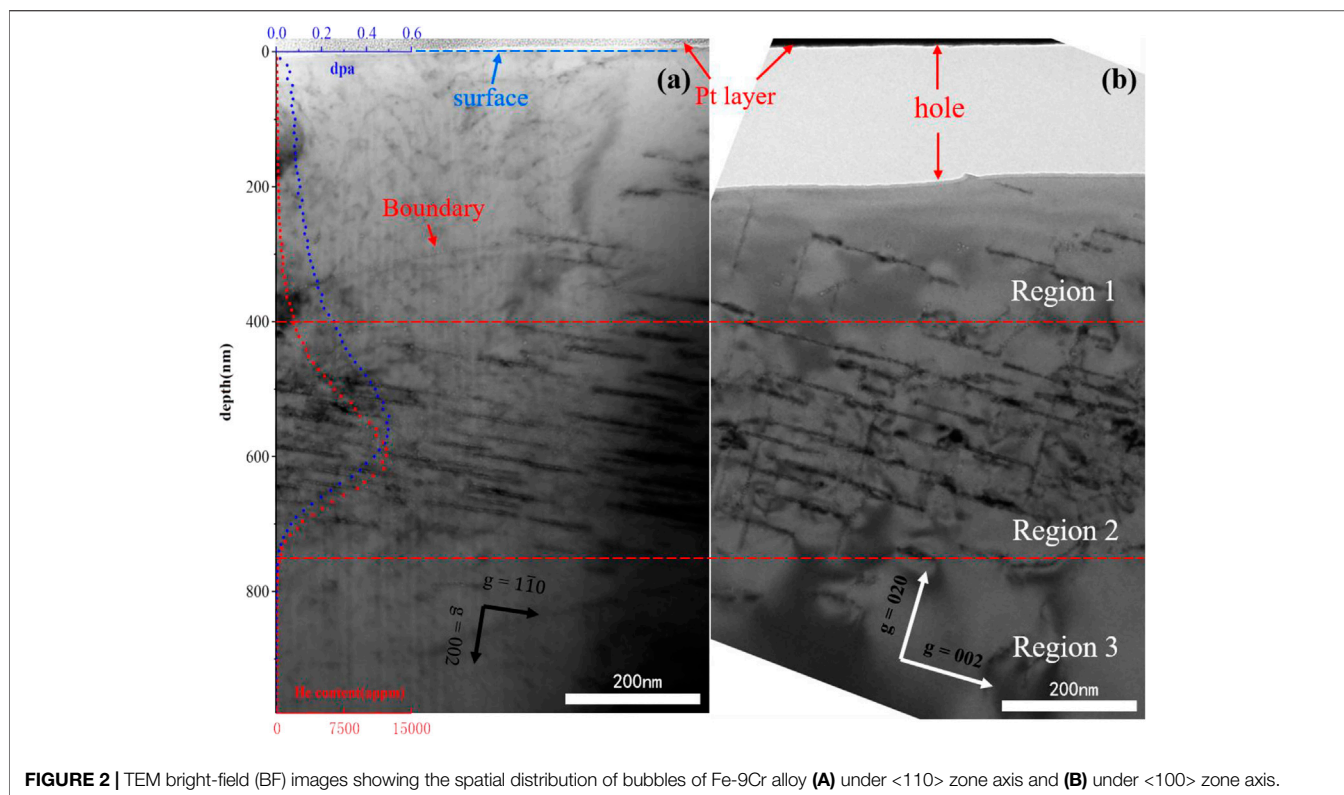 0.0 0.2 0.4 0.6
dpa
surface
(a)
Pt layer
(b)
hole
Boundary
Region 1
Region 2
Region 3
depth(nm)
0
200
400
600
800
g = 11̅0
g = 002
200nm
g = 020
g = 002
200nm
He content(appm)
0 7500 15000
FIGURE 2 | TEM bright-field (BF) images showing the spatial distribution of bubbles of Fe-9Cr alloy (A) under <110> zone axis and (B) under <100> zone axis.